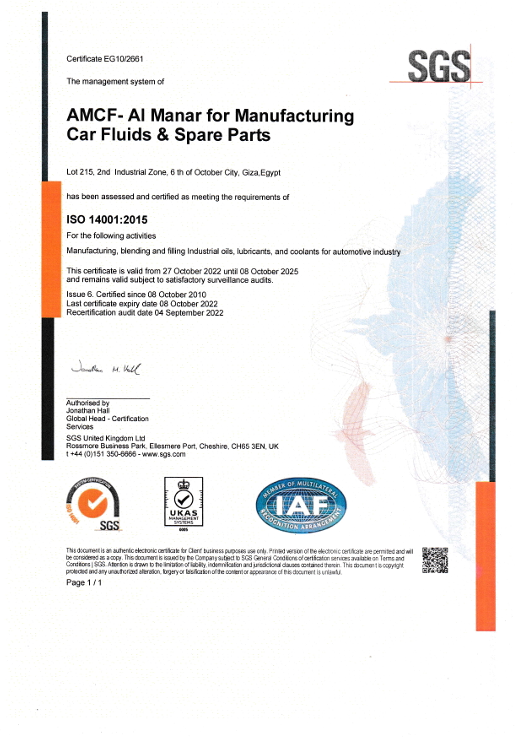 Certificate EG10/2661
SGS
The management system of
AMCF- Al Manar for Manufacturing
Car Fluids & Spare Parts
Lot 215, 2nd Industrial Zone, 6 th of October City, Giza,Egypt
has been assessed and certified as meeting the requirements of
ISO 14001:2015
For the following activities
Manufacturing, blending and filling Industrial oils, lubricants, and coolants for automotive industry
This certificate is valid from 27 October 2022 until 08 October 2025
and remains valid subject to satisfactory surveillance audits.
Issue 6. Certified since 08 October 2010
Last certificate expiry date 08 October 2022
Recertification audit date 04 September 2022
Jonathan M. Hall
Authorised by
Jonathan Hall
Global Head - Certification
Services
SGS United Kingdom Ltd
Rossmore Business Park, Ellesmere Port, Cheshire, CH65 3EN, UK
t +44 (0)151 350-6666 - www.sgs.com
SYSTEM CERTIFICATION
ISO 14001
SGS
UKAS
MANAGEMENT
SYSTEMS
0005
MEMBER OF MULTILATERAL
IAF
RECOGNITION ARRANGEMENT
This document is an authentic electronic certificate for Client' business purposes use only. Printed version of the electronic certificate are permitted and will
be considered as a copy. This document is issued by the Company subject to SGS General Conditions of certification services available on Terms and
Conditions | SGS. Attention is drawn to the limitation of liability, indemnification and jurisdictional clauses contained therein. This document is copyright
protected and any unauthorized alteration, forgery or falsification of the content or appearance of this document is unlawful.
Page 1 / 1